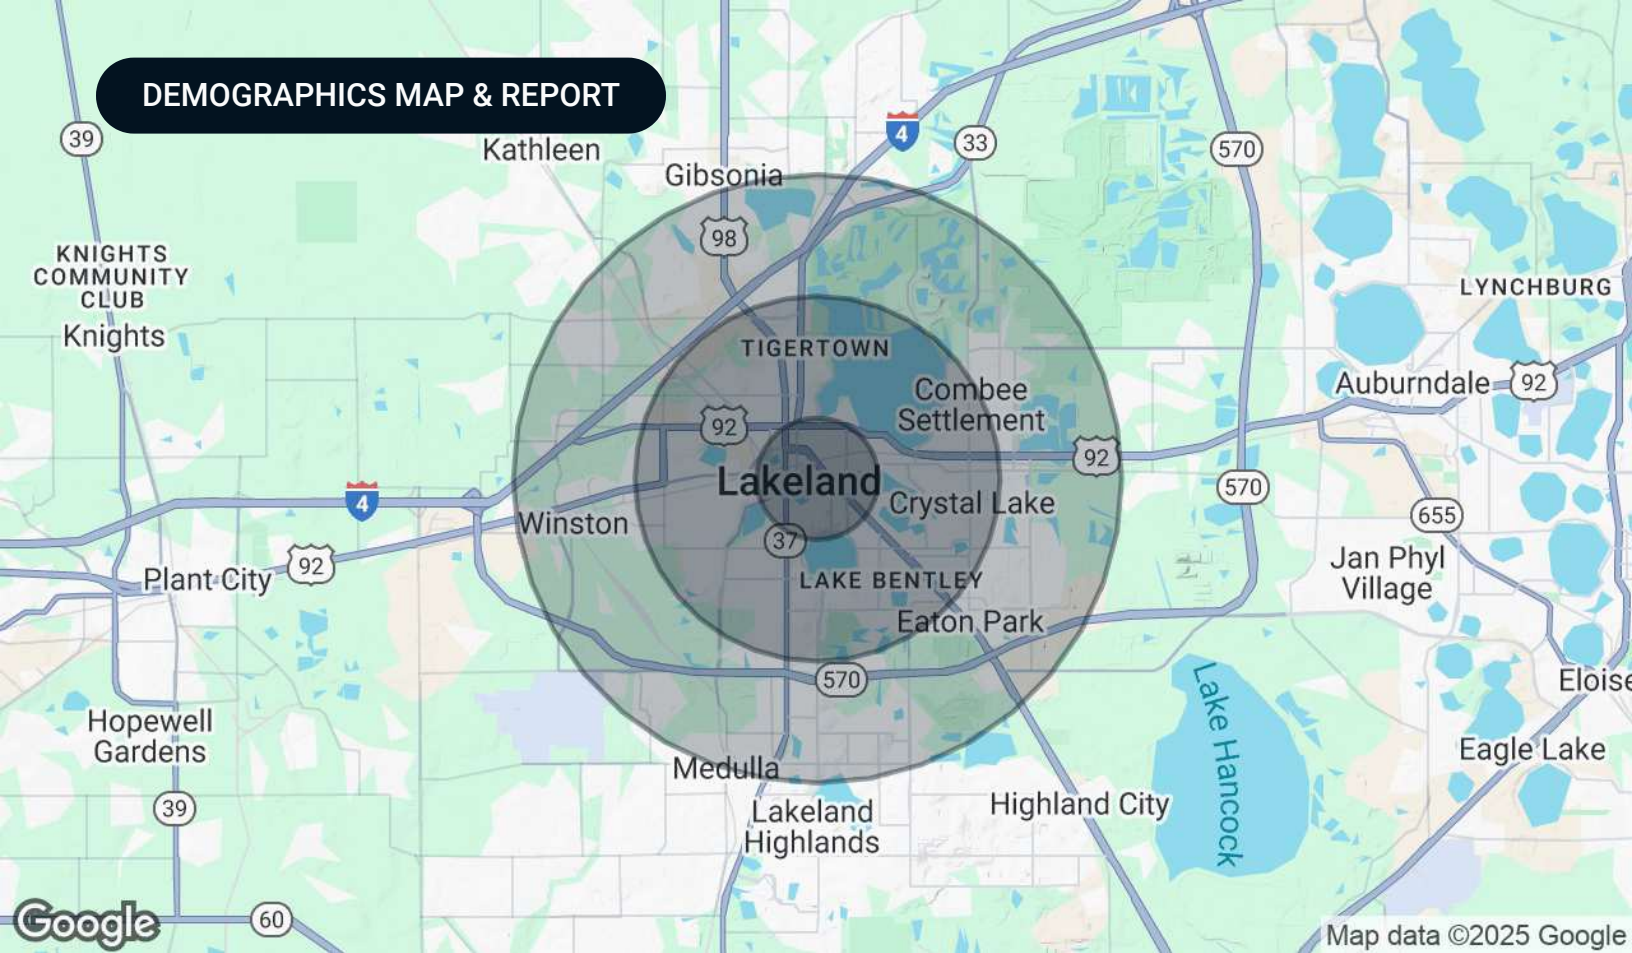 DEMOGRAPHICS MAP & REPORT
4
33
39
570
Kathleen
Gibsonia
98
KNIGHTS
COMMUNITY
CLUB
Knights
LYNCHBURG
TIGERTOWN
Combee
Settlement
Auburndale
92
92
92
Lakeland
570
4
Crystal Lake
Winston
655
37
92
Plant City
LAKE BENTLEY
Jan Phyl
Village
Eaton Park
570
Eloise
Lake Hancock
Hopewell
Gardens
Eagle Lake
Medulla
39
Lakeland
Highlands
Highland City
60
Google
Map data ©2025 Google